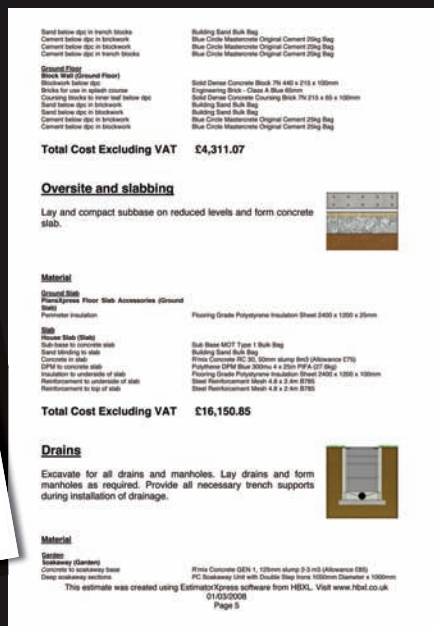 Sand below dpc in trench blocks Building Sand Bulk Bag
Cement below dpc in brickwork Blue Circle Mastercrete Original Cement 25kg Bag
Cement below dpc in blockwork Blue Circle Mastercrete Original Cement 25kg Bag
Cement below dpc in trench blocks Blue Circle Mastercrete Original Cement 25kg Bag
Ground Floor
Block Wall (Ground Floor)
Blockwork below dpc Solid Dense Concrete Block 7N 440 x 215 x 100mm
Bricks for use in splash course Engineering Brick - Class A Blue 65mm
Coursing blocks to inner leaf below dpc Solid Dense Concrete Coursing Brick 7N 215 x 65 x 100mm
Sand below dpc in brickwork Building Sand Bulk Bag
Sand below dpc in blockwork Building Sand Bulk Bag
Cement below dpc in brickwork Blue Circle Mastercrete Original Cement 25kg Bag
Cement below dpc in blockwork Blue Circle Mastercrete Original Cement 25kg Bag
Total Cost Excluding VAT £4,311.07
Oversite and slabbing
Lay and compact subbase on reduced levels and form concrete
slab.
Material
Ground Slab
PlansXpress Floor Slab Accessories (Ground
Slab)
Perimeter insulation Flooring Grade Polystyrene Insulation Sheet 2400 x 1200 x 25mm
Slab
House Slab (Slab)
Sub-base to concrete slab Sub Base MOT Type 1 Bulk Bag
Sand blinding to slab Building Sand Bulk Bag
Concrete in slab R'mix Concrete RC 30, 50mm slump 6m3 (Allowance £75)
DPM to concrete slab Polythene DPM Blue 300mu 4 x 25m PIFA (27.6kg)
Insulation to underside of slab Flooring Grade Polystyrene Insulation Sheet 2400 x 1200 x 100mm
Reinforcement to underside of slab Steel Reinforcement Mesh 4.8 x 2.4m B785
Reinforcement to top of slab Steel Reinforcement Mesh 4.8 x 2.4m B785
Total Cost Excluding VAT £16,150.85
Drains
Excavate for all drains and manholes. Lay drains and form
manholes as required. Provide all necessary trench supports
during installation of drainage.
Material
Garden
Soakaway (Garden)
Concrete to soakaway base R'mix Concrete GEN 1, 125mm slump 2-3 m3 (Allowance £85)
Deep soakaway sections PC Soakaway Unit with Double Step Irons 1050mm Diameter x 1000mm
This estimate was created using EstimatorXpress software from HBXL. Visit www.hbxl.co.uk
01/03/2008
Page 5